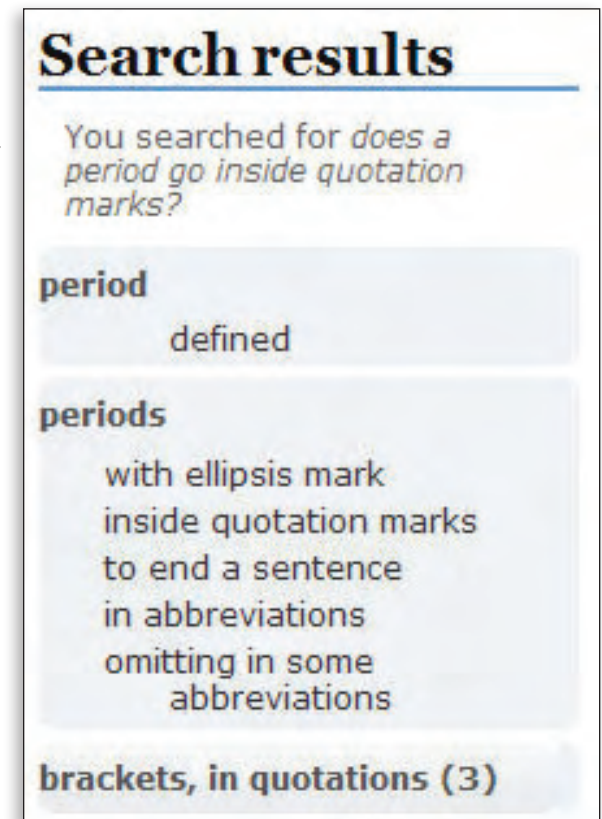 Search results
You searched for does a
period go inside quotation
marks?
period
defined
periods
with ellipsis mark
inside quotation marks
to end a sentence
in abbreviations
omitting in some
abbreviations
brackets, in quotations (3)